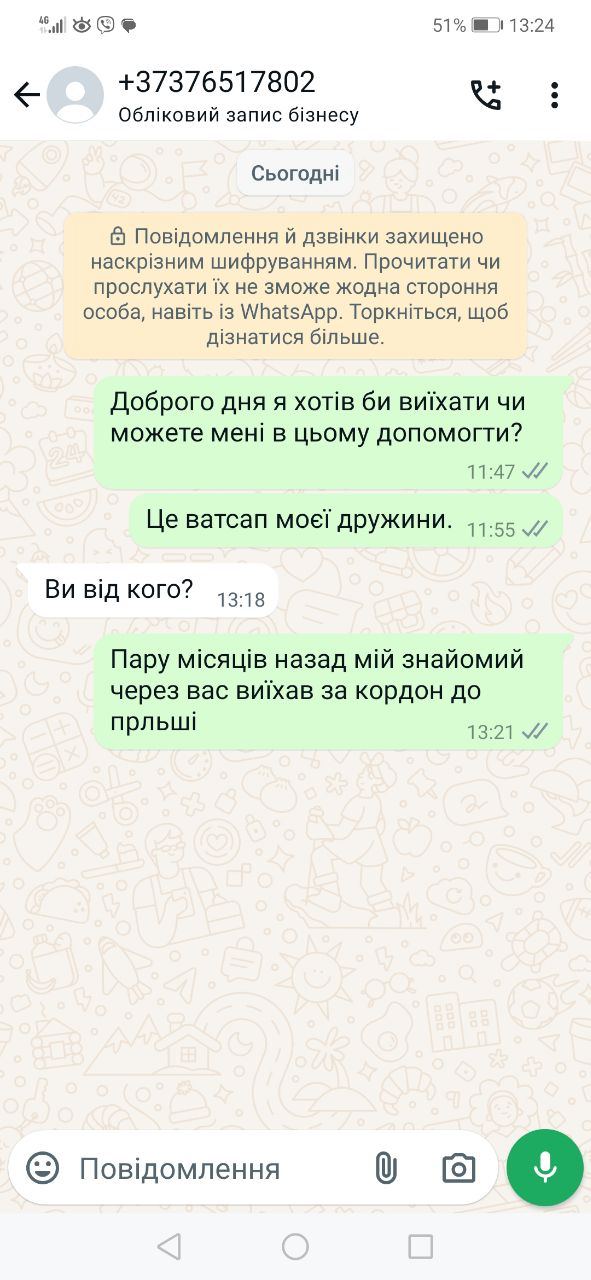 4G
51% 13:24
+37376517802
Обліковий запис бізнесу
Сьогодні
Повідомлення й дзвінки захищено
наскрізним шифруванням. Прочитати чи
прослухати їх не зможе жодна стороння
особа, навіть із WhatsApp. Торкніться, щоб
дізнатися більше.
Доброго дня я хотів би виїхати чи
можете мені в цьому допомогти?
11:47
Це ватсап моєї дружини. 11:55
Ви від кого? 13:18
Пару місяців назад мій знайомий
через вас виїхав за кордон до
прльші
13:21
Повідомлення